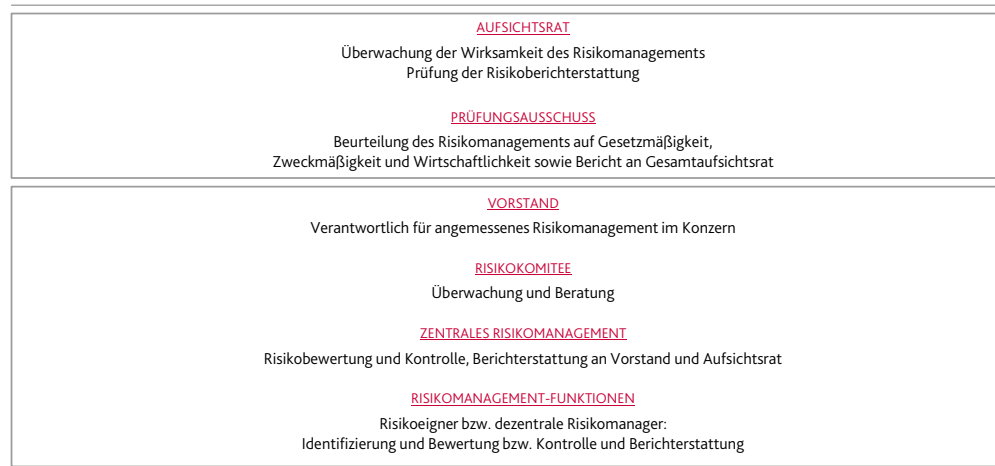 AUFSICHTSRAT
Überwachung der Wirksamkeit des Risikomanagements
Prüfung der Risikoberichterstattung
PRÜFUNGSAUSSCHUSS
Beurteilung des Risikomanagements auf Gesetzmäßigkeit,
Zweckmäßigkeit und Wirtschaftlichkeit sowie Bericht an Gesamtaufsichtsrat
VORSTAND
Verantwortlich für angemessenes Risikomanagement im Konzern
RISIKOKOMITEE
Überwachung und Beratung
ZENTRALES RISIKOMANAGEMENT
Risikobewertung und Kontrolle, Berichterstattung an Vorstand und Aufsichtsrat
RISIKOMANAGEMENT-FUNKTIONEN
Risikoeigner bzw. dezentrale Risikomanager:
Identifizierung und Bewertung bzw. Kontrolle und Berichterstattung